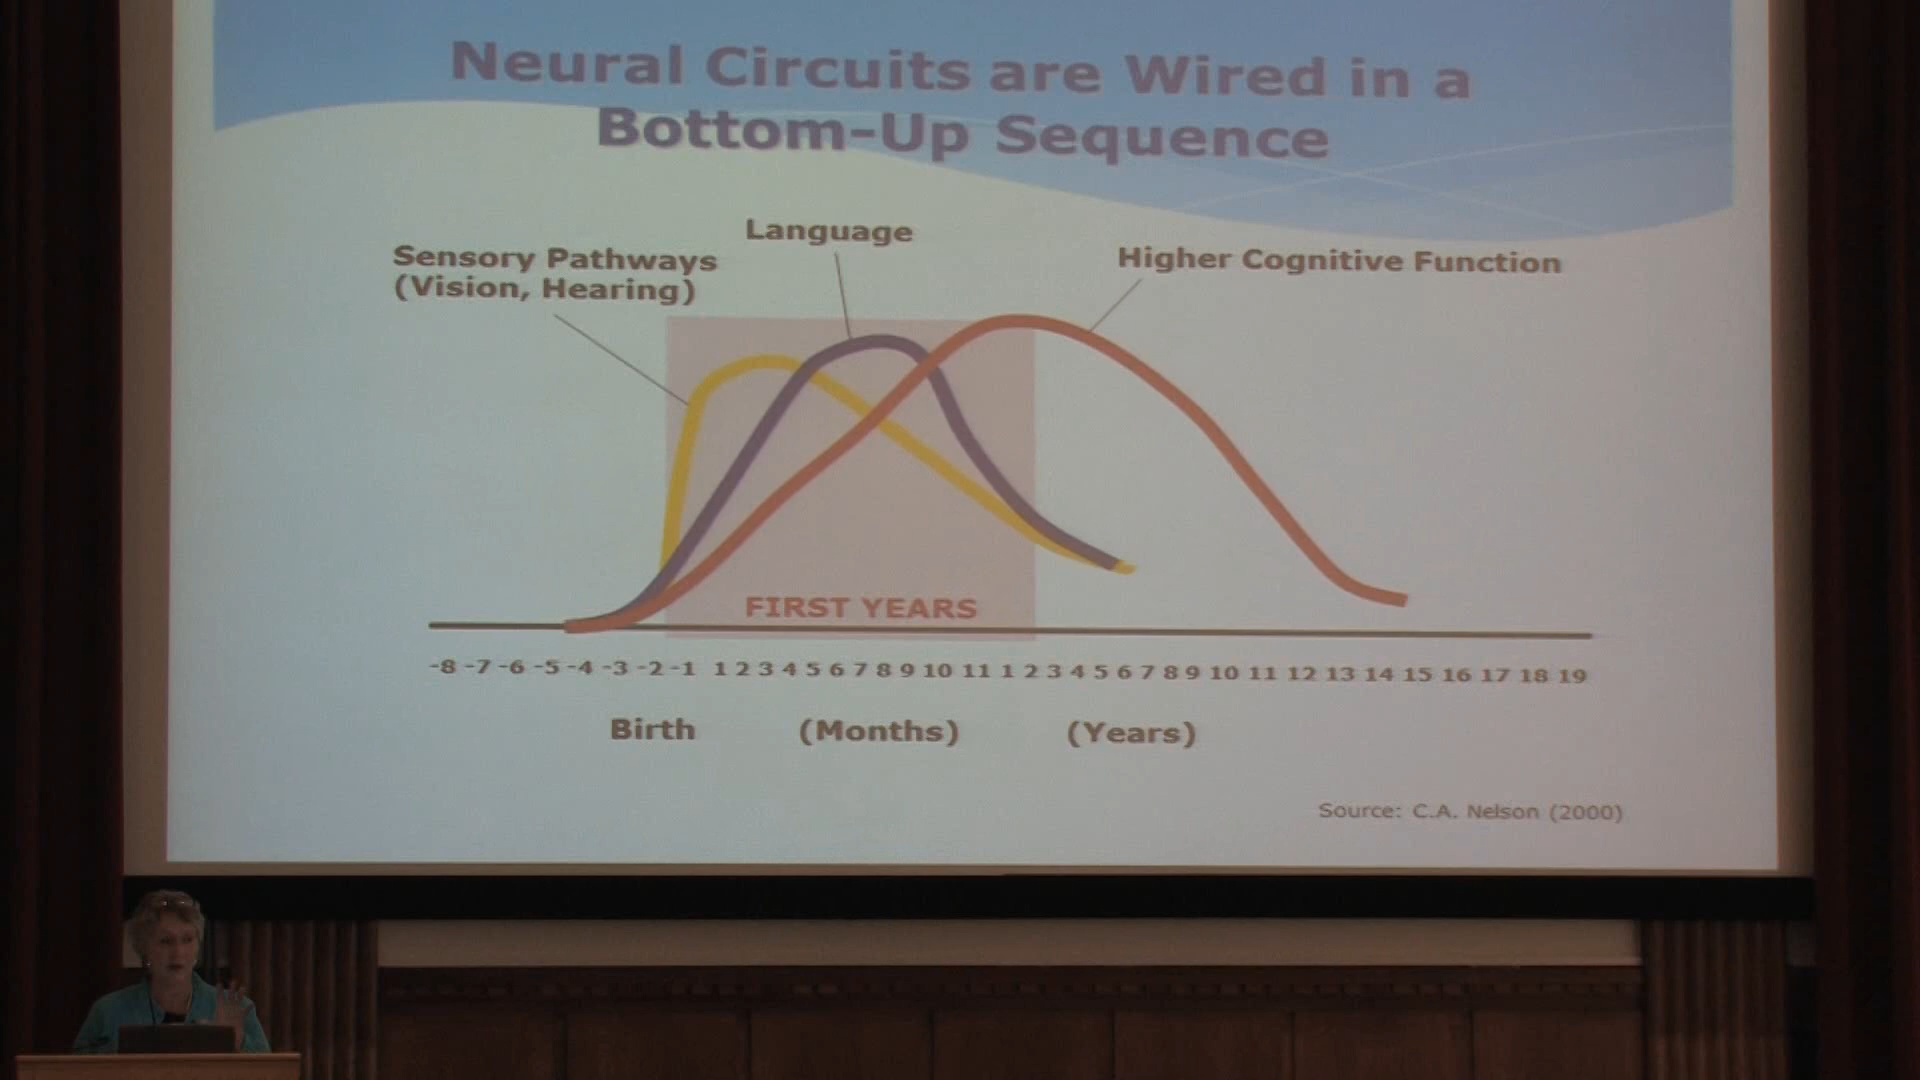 Neural Circuits are Wired in a
Bottom-Up Sequence
Language
Sensory Pathways
(Vision, Hearing)
Higher Cognitive Function
FIRST YEARS
-8 -7 -6 -5 -4 -3 -2 -1 1 2 3 4 5 6 7 8 9 10 11 1 2 3 4 5 6 7 8 9 10 11 12 13 14 15 16 17 18 19
Birth (Months) (Years)
Source: C.A. Nelson (2000)